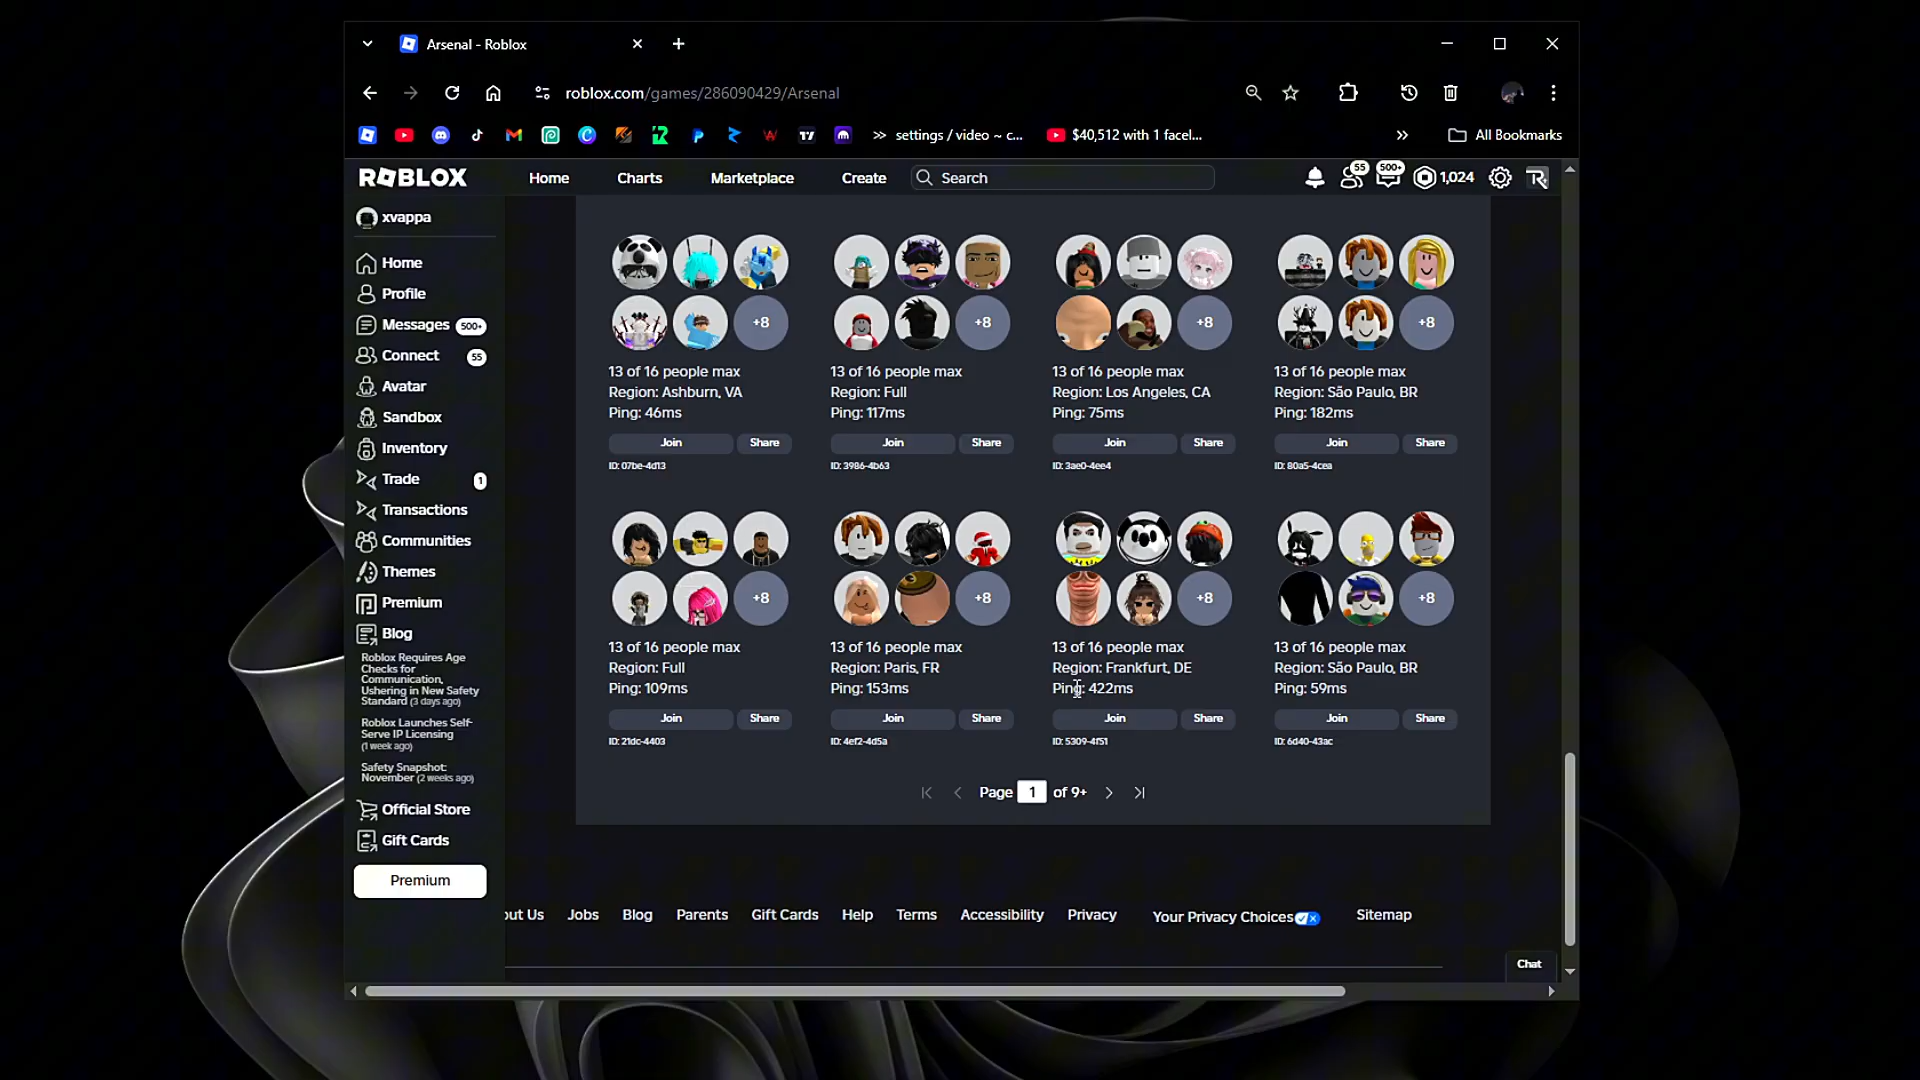 Arsenal - Roblox
roblox.com/games/286090429/Arsenal
settings / video ~ c...
$40,512 with 1 facel...
All Bookmarks
ROBLOX
Home
Charts
Marketplace
Create
Search
55
500+
1,024
xvappa
Home
Profile
Messages 500+
Connect 55
Avatar
Sandbox
Inventory
Trade 1
Transactions
Communities
Themes
Premium
Blog
Roblox Requires Age
Checks for
Communication,
Ushering in New Safety
Standard (3 days ago)
Roblox Launches Self-
Serve IP Licensing
(1 week ago)
Safety Snapshot:
November (2 weeks ago)
Official Store
Gift Cards
Premium
+8
+8
+8
+8
13 of 16 people max
Region: Ashburn, VA
Ping: 46ms
Join Share
ID: 07be-4d13
13 of 16 people max
Region: Full
Ping: 117ms
Join Share
ID: 3986-4b63
13 of 16 people max
Region: Los Angeles, CA
Ping: 75ms
Join Share
ID: 3ae0-4ee4
13 of 16 people max
Region: São Paulo, BR
Ping: 182ms
Join Share
ID: 80a5-4cea
+8
+8
+8
+8
13 of 16 people max
Region: Full
Ping: 109ms
Join Share
ID: 21dc-4403
13 of 16 people max
Region: Paris, FR
Ping: 153ms
Join Share
ID: 4ef2-4d5a
13 of 16 people max
Region: Frankfurt, DE
Ping: 422ms
Join Share
ID: 5309-4f51
13 of 16 people max
Region: São Paulo, BR
Ping: 59ms
Join Share
ID: 6d40-43ac
Page 1 of 9+
out Us
Jobs
Blog
Parents
Gift Cards
Help
Terms
Accessibility
Privacy
Your Privacy Choices
Sitemap
Chat